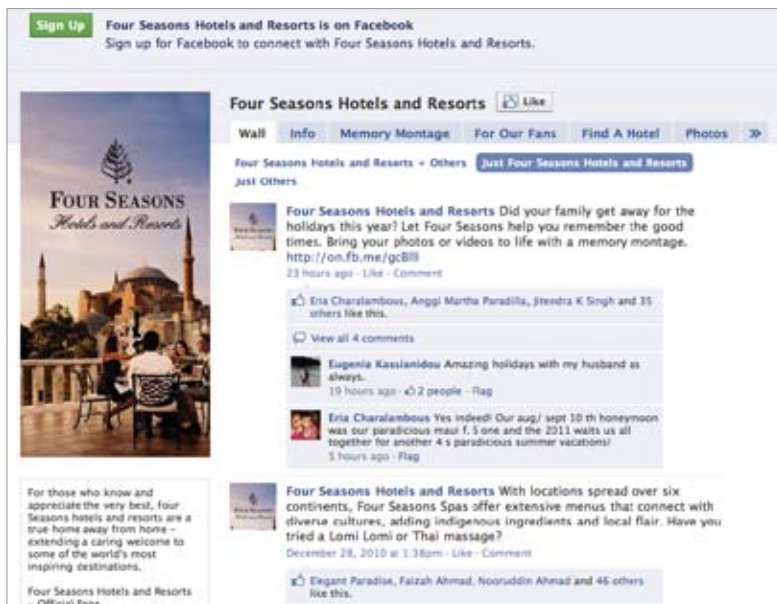 Sign Up
Four Seasons Hotels and Resorts is on Facebook
Sign up for Facebook to connect with Four Seasons Hotels and Resorts.
FOUR SEASONS
Hotels and Resorts
Four Seasons Hotels and Resorts Like
Wall Info Memory Montage For Our Fans Find A Hotel Photos »
Four Seasons Hotels and Resorts + Others Just Four Seasons Hotels and Resorts
Just Others
Four Seasons Hotels and Resorts Did your family get away for the
holidays this year? Let Four Seasons help you remember the good
times. Bring your photos or videos to life with a memory montage.
http://on.fb.me/gcBlll
23 hours ago · Like · Comment
Eria Charalambous, Anggi Martha Paradilla, Jitendra K Singh and 35
others like this.
View all 4 comments
Eugenia Kassianidou Amazing holidays with my husband as
always.
19 hours ago · 2 people · Flag
Eria Charalambous Yes indeed! Our aug/ sept 10 th honeymoon
was our paradicious maui f, 5 one and the 2011 waits us all
together for another 4 s paradicious summer vacations!
5 hours ago · Flag
Four Seasons Hotels and Resorts With locations spread over six
continents, Four Seasons Spas offer extensive menus that connect with
diverse cultures, adding indigenous ingredients and local flair. Have you
tried a Lomi Lomi or Thai massage?
December 28, 2010 at 1:38pm · Like · Comment
Elegant Paradise, Faizah Ahmad, Nooruddin Ahmad and 46 others
like this.
For those who know and
appreciate the very best, four
Seasons hotels and resorts are a
true home away from home –
extending a caring welcome to
some of the world's most
inspiring destinations.
Four Seasons Hotels and Resorts
– Official Page